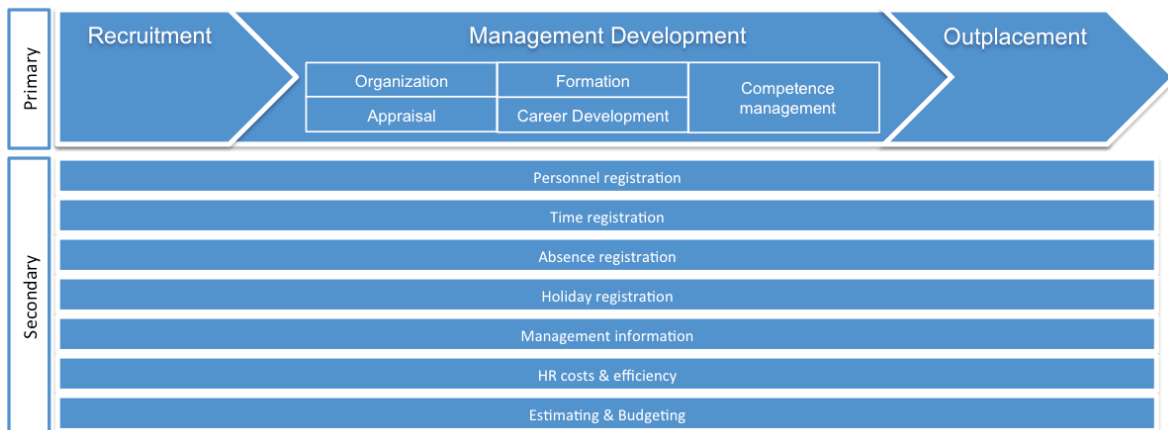 Primary
Recruitment
Management Development
Outplacement
Organization
Formation
Competence
management
Appraisal
Career Development
Secondary
Personnel registration
Time registration
Absence registration
Holiday registration
Management information
HR costs & efficiency
Estimating & Budgeting